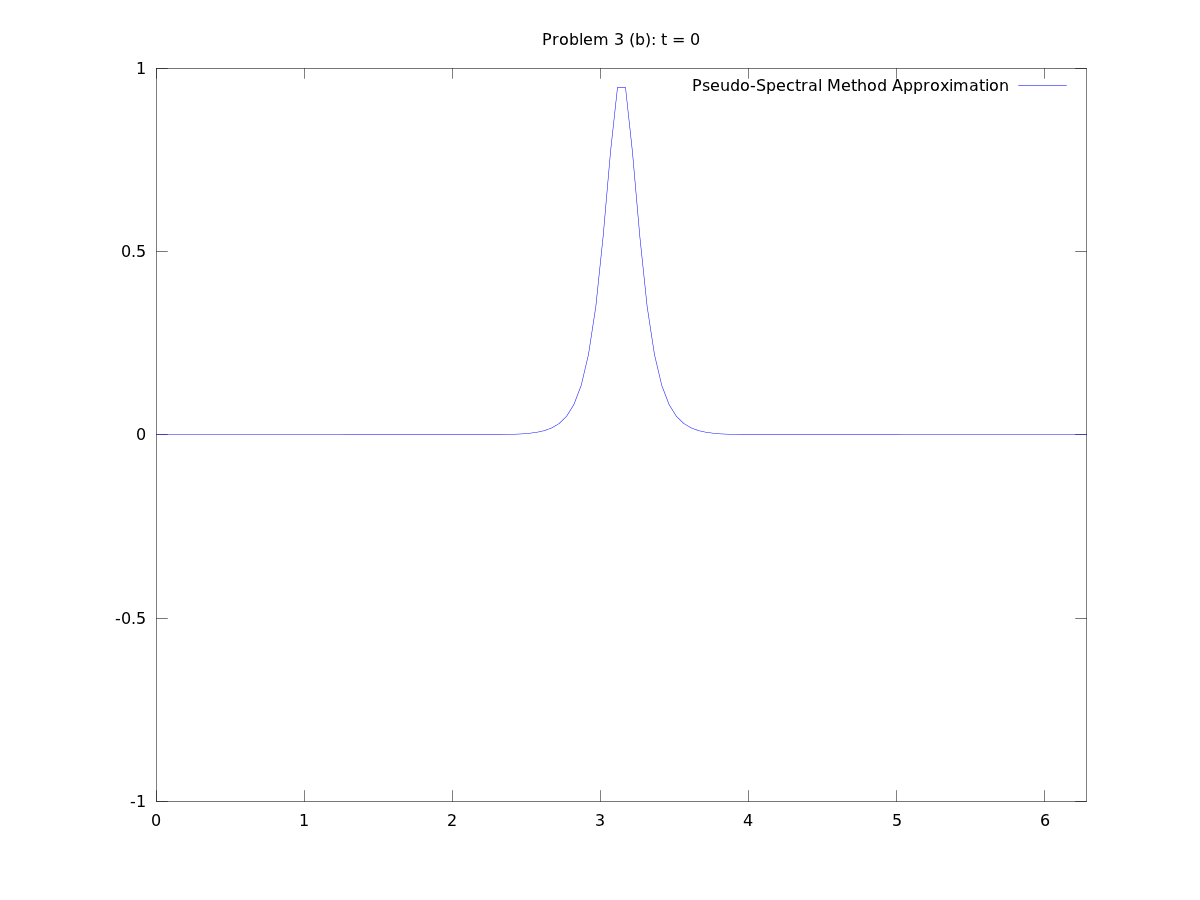 Problem 3 (b): t = 0
Pseudo-Spectral Method Approximation
1
0.5
0
-0.5
-1
0 1 2 3 4 5 6